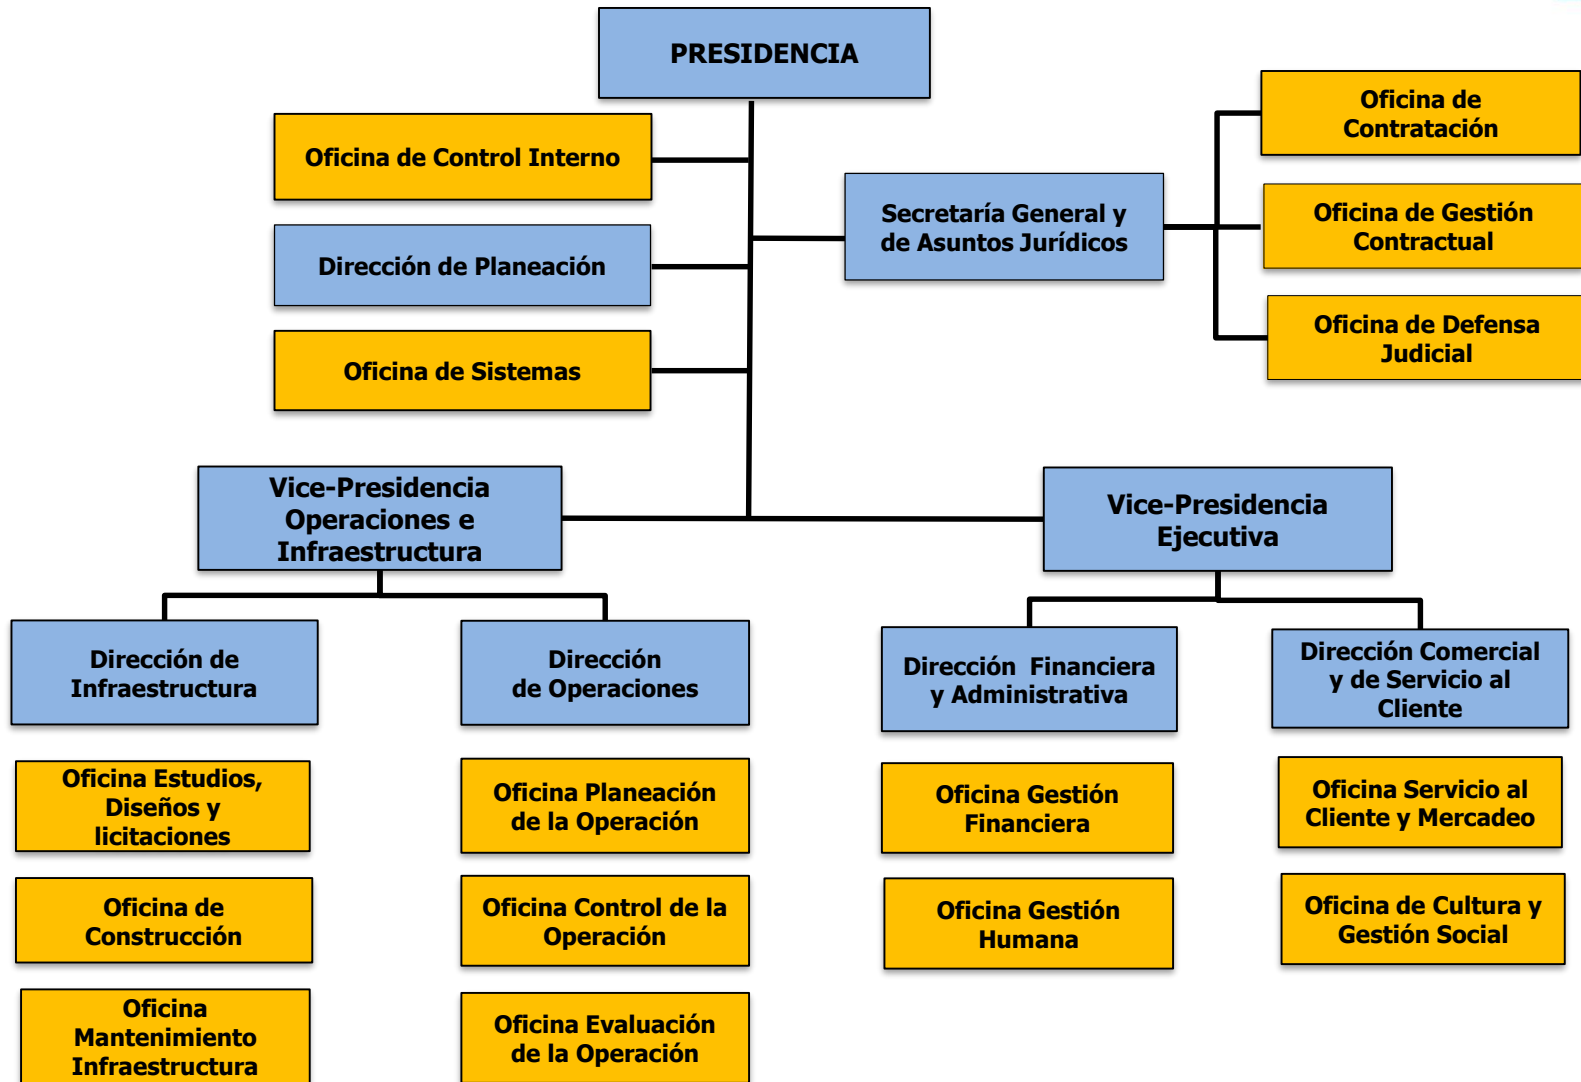 PRESIDENCIA
Oficina de Control Interno
Dirección de Planeación
Oficina de Sistemas
Secretaría General y
de Asuntos Jurídicos
Oficina de
Contratación
Oficina de Gestión
Contractual
Oficina de Defensa
Judicial
Vice-Presidencia
Operaciones e
Infraestructura
Vice-Presidencia
Ejecutiva
Dirección de
Infraestructura
Dirección
de Operaciones
Dirección Financiera
y Administrativa
Dirección Comercial
y de Servicio al
Cliente
Oficina Estudios,
Diseños y
licitaciones
Oficina Planeación
de la Operación
Oficina Gestión
Financiera
Oficina Servicio al
Cliente y Mercadeo
Oficina de
Construcción
Oficina Control de la
Operación
Oficina Gestión
Humana
Oficina de Cultura y
Gestión Social
Oficina
Mantenimiento
Infraestructura
Oficina Evaluación
de la Operación